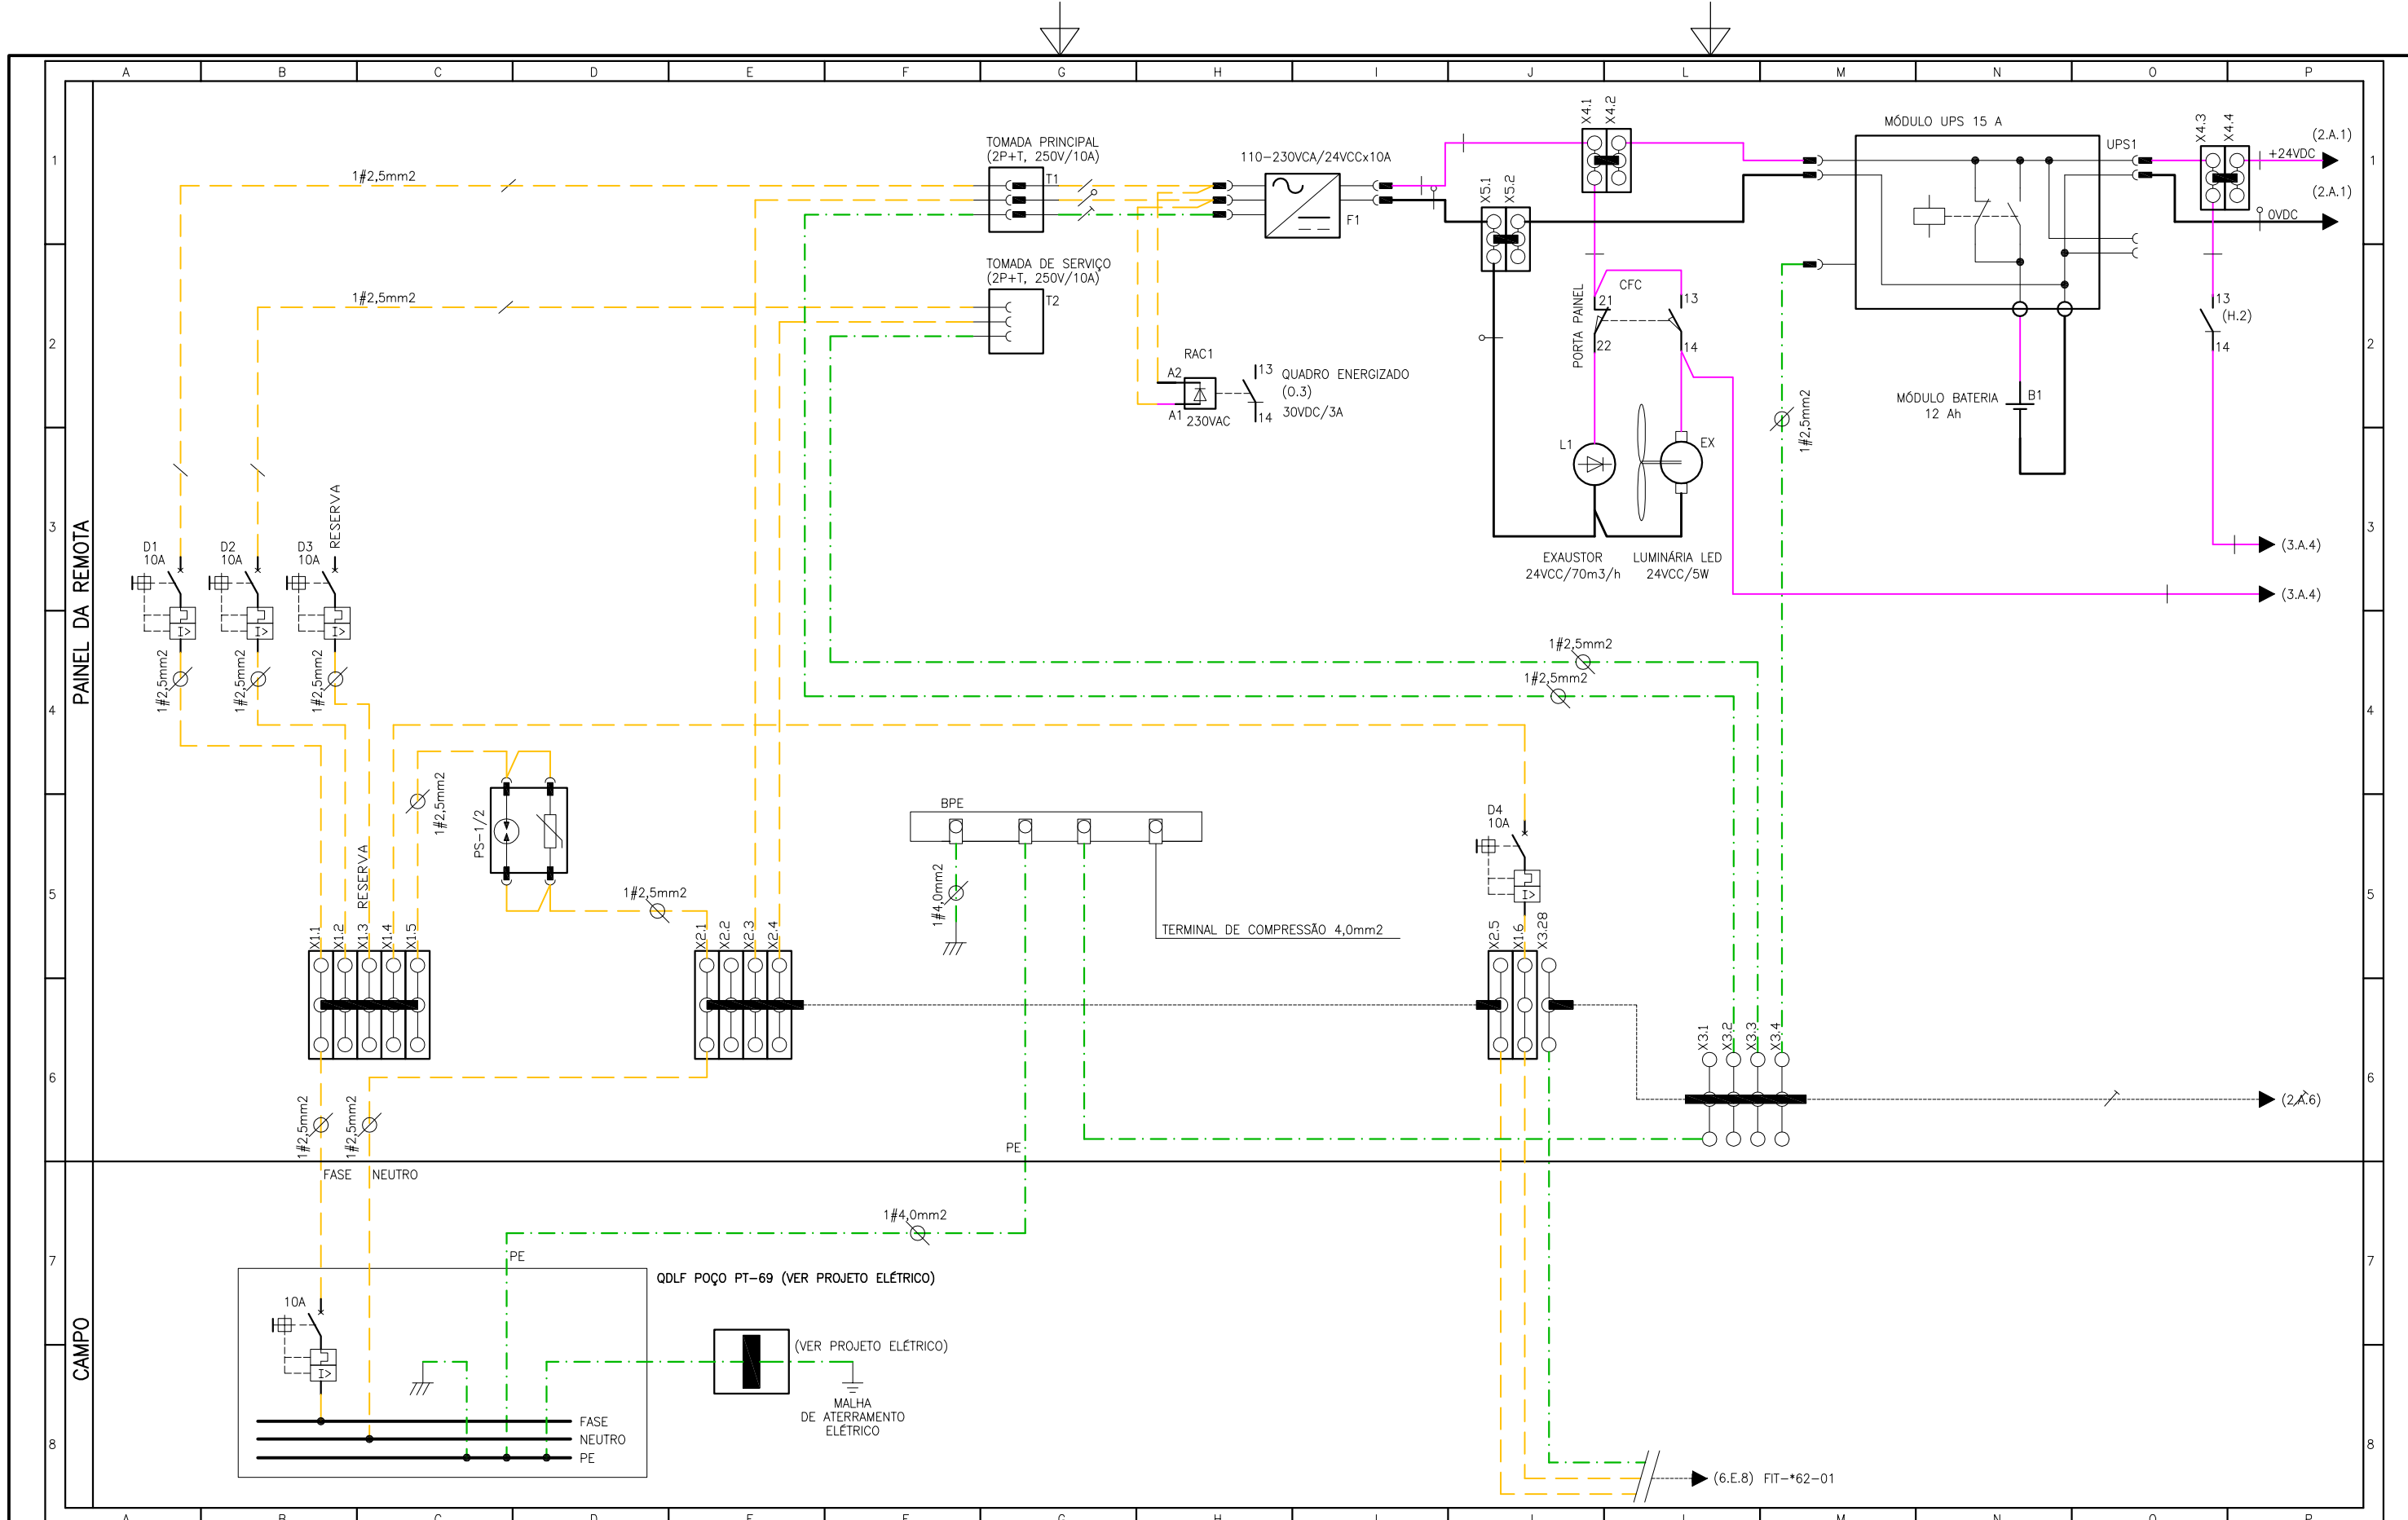 A B C D E F G H I J L M N O P
1
2
3
4
5
6
7
8
PAINEL DA REMOTA
CAMPO
1#2,5mm2
1#2,5mm2
TOMADA PRINCIPAL
(2P+T, 250V/10A)
T1
TOMADA DE SERVIÇO
(2P+T, 250V/10A)
T2
110-230VCA/24VCCx10A
F1
X4.1
X4.2
X5.1
X5.2
MÓDULO UPS 15 A
UPS1
X4.3
X4.4
(2.A.1)
+24VDC
(2.A.1)
0VDC
1
RAC1
A2
A1
230VAC
13
14
QUADRO ENERGIZADO
(O.3)
30VDC/3A
PORTA PAINEL
CFC
21
22
13
14
L1
EX
EXAUSTOR
24VCC/70m3/h
LUMINÁRIA LED
24VCC/5W
1#2,5mm2
MÓDULO BATERIA
12 Ah
B1
13
(H.2)
14
2
(3.A.4)
3
(3.A.4)
D1
10A
D2
10A
D3
10A
RESERVA
I>
I>
I>
1#2,5mm2
1#2,5mm2
1#2,5mm2
1#2,5mm2
1#2,5mm2
4
1#2,5mm2
PS-1/2
1#2,5mm2
BPE
1#4,0mm2
TERMINAL DE COMPRESSÃO 4,0mm2
D4
10A
I>
5
X1.1
X1.2
X1.3
RESERVA
X1.4
X1.5
X2.1
X2.2
X2.3
X2.4
X2.5
X1.6
X3.28
X3.1
X3.2
X3.3
X3.4
6
(2.A.6)
1#2,5mm2
1#2,5mm2
PE
FASE
NEUTRO
1#4,0mm2
PE
7
QDLF POÇO PT-69 (VER PROJETO ELÉTRICO)
10A
I>
(VER PROJETO ELÉTRICO)
MALHA
DE ATERRAMENTO
ELÉTRICO
FASE
NEUTRO
PE
8
(6.E.8) FIT-*62-01
A B C D E F G H I J L M N O P